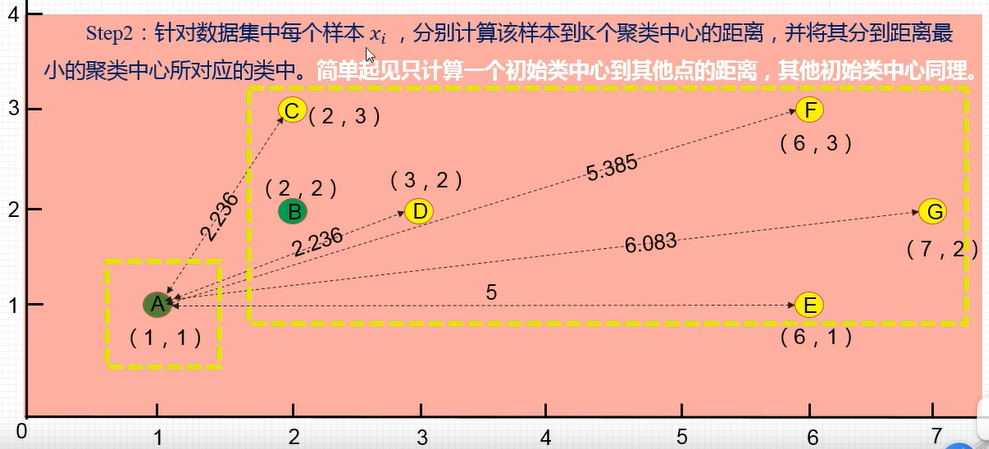 4
Step2：针对数据集中每个样本 xᵢ ，分别计算该样本到K个聚类中心的距离，并将其分到距离最
小的聚类中心所对应的类中。简单起见只计算一个初始类中心到其他点的距离，其他初始类中心同理。
3
C
（2，3）
F
（6，3）
5.385
（2，2）
（3，2）
2
B
D
G
2.236
2.236
6.083
（7，2）
5
1
A
E
（1，1）
（6，1）
0 1 2 3 4 5 6 7